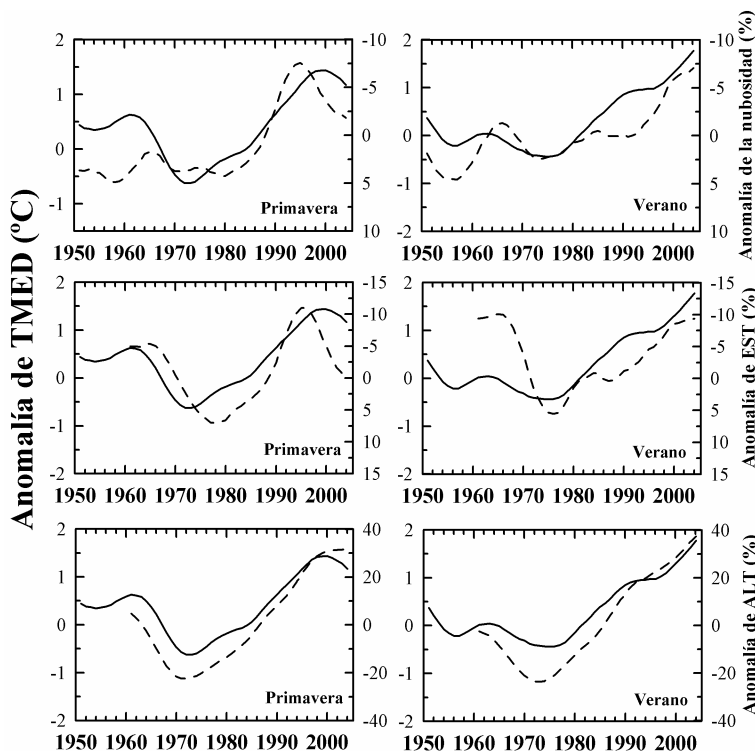 2 -10 2 -10
1 -5 1 -5
0 0 0 0
5 5
-1 Primavera -1 Verano
10 -2 10
1950 1960 1970 1980 1990 2000 1950 1960 1970 1980 1990 2000
Anomalía de la nubosidad (%)
Anomalía de TMED (ºC)
2 -15 2 -15
-10 -10
1 1
-5 -5
0 0 0 0
5 5
-1 -1
10 10
Primavera Verano
-2 15 -2 15
1950 1960 1970 1980 1990 2000 1950 1960 1970 1980 1990 2000
Anomalía de EST (%)
2 40 2 40
1 20 1 20
0 0 0 0
-1 -20 -1 -20
Primavera Verano
-2 -40 -2 -40
1950 1960 1970 1980 1990 2000 1950 1960 1970 1980 1990 2000
Anomalía de ALT (%)